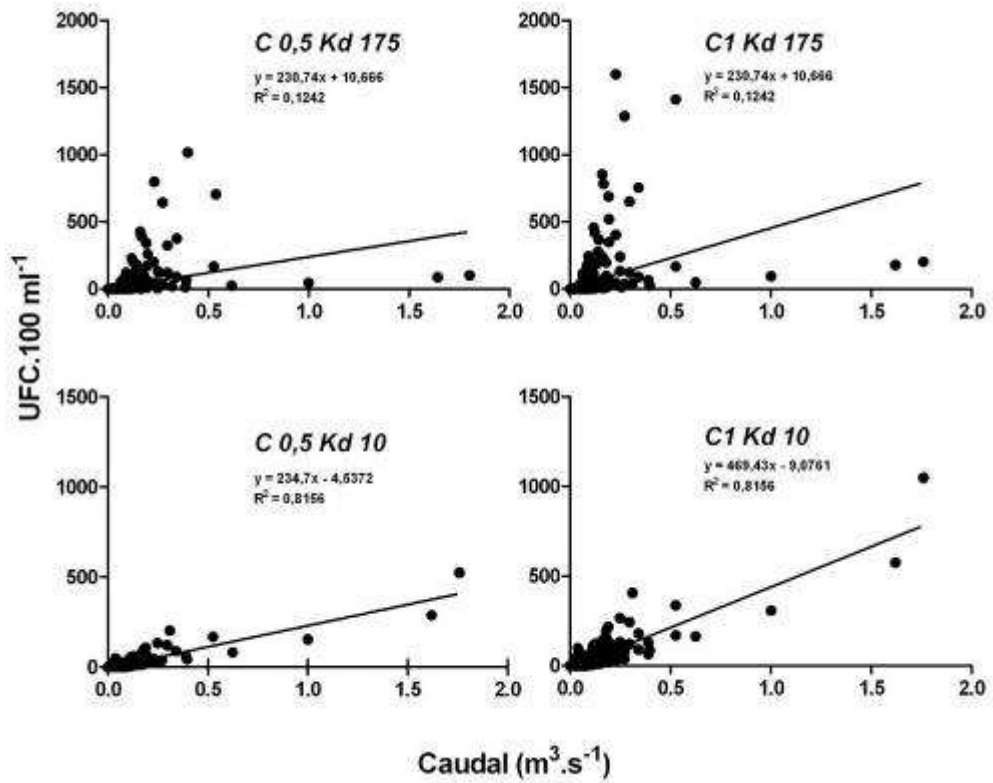 2000
1500
1000
500
0
0.0 0.5 1.0 1.5 2.0
C 0,5 Kd 175
y = 230,74x + 10,666
R² = 0,1242
2000
1500
1000
500
0
0.0 0.5 1.0 1.5 2.0
C1 Kd 175
y = 230,74x + 10,666
R² = 0,1242
UFC.100 ml⁻¹
1500
1000
500
0
0.0 0.5 1.0 1.5 2.0
C 0,5 Kd 10
y = 234,7x - 4,5372
R² = 0,8156
1500
1000
500
0
0.0 0.5 1.0 1.5 2.0
C1 Kd 10
y = 469,43x - 9,0761
R² = 0,8156
Caudal (m³.s⁻¹)